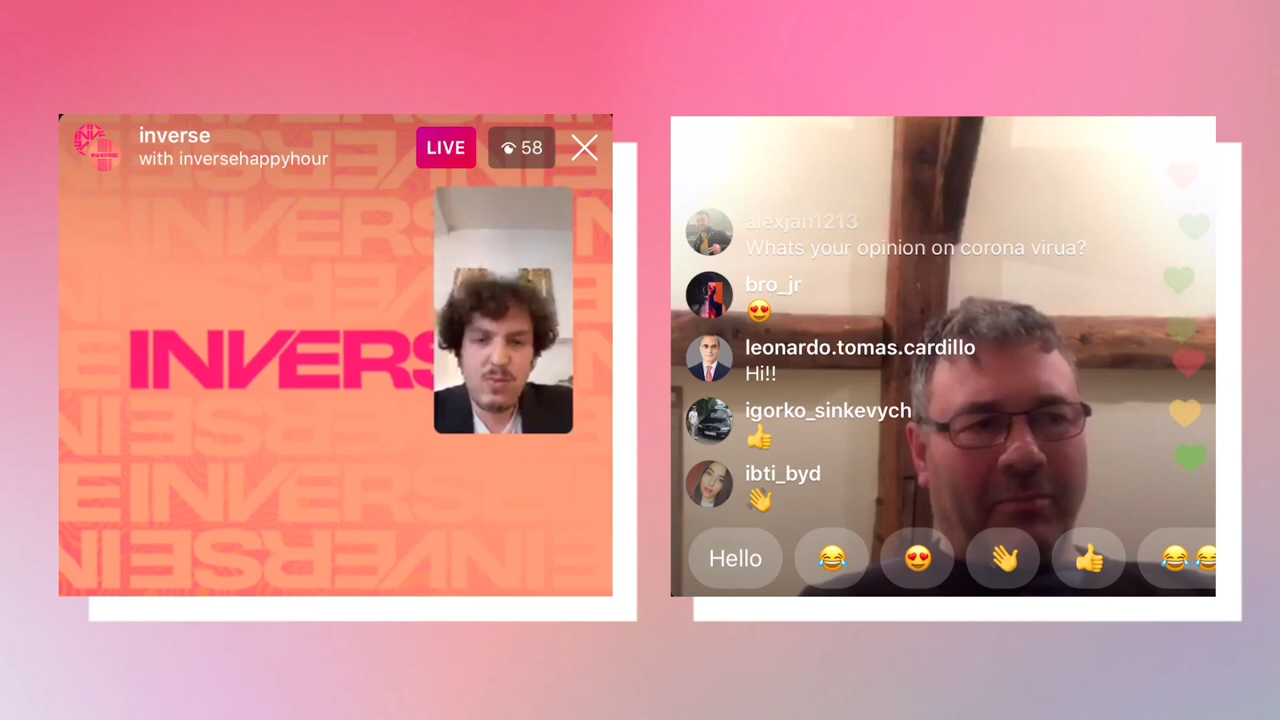 inverse
with inversehappyhour
LIVE
58
INVERS
EINVERSE
alexjan1213
Whats your opinion on corona virua?
bro_jr
😍
leonardo.tomas.cardillo
Hi!!
igorko_sinkevych
👍
ibti_byd
👋
Hello 😂 😍 👋 👍 😂😂